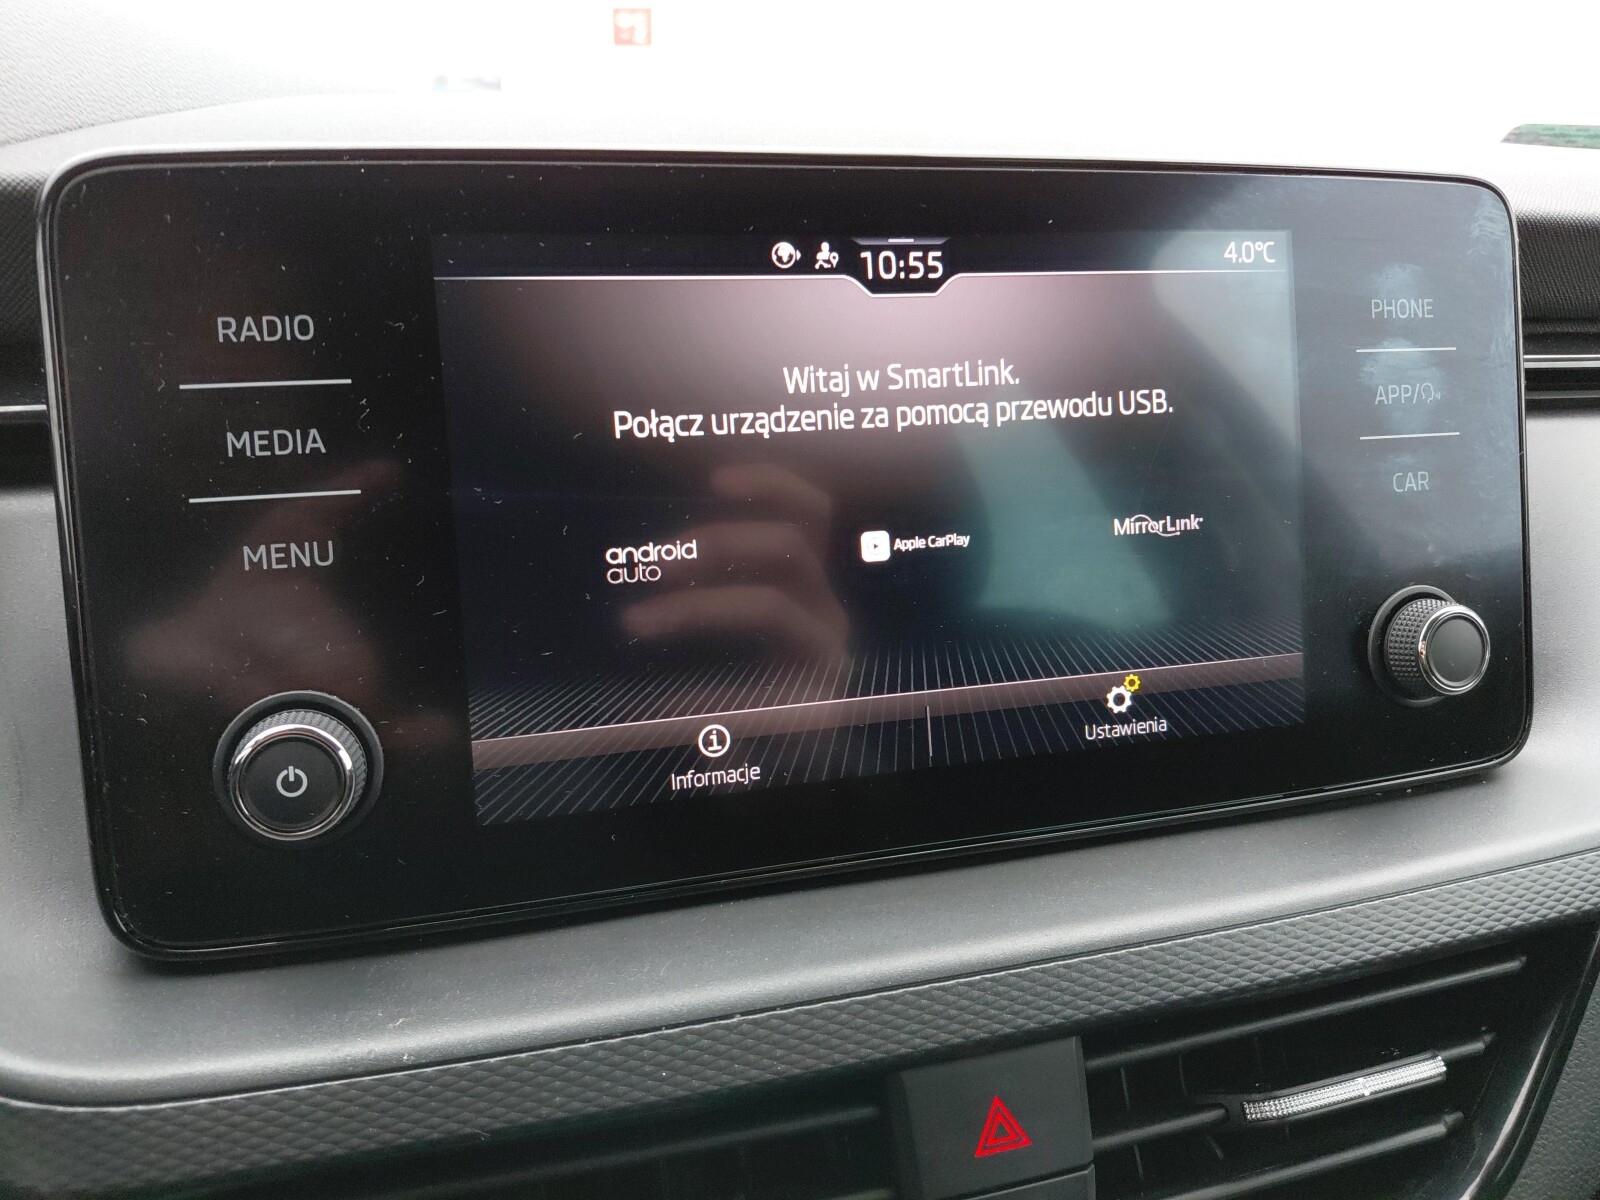 10:55
4.0°C
RADIO
MEDIA
MENU
Witaj w SmartLink.
Połącz urządzenie za pomocą przewodu USB.
android
auto
Apple CarPlay
MirrorLink
Informacje
Ustawienia
PHONE
APP/
CAR